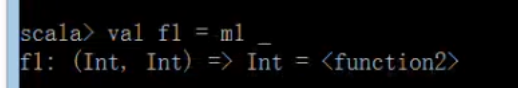 scala> val f1 = m1 _
f1: (Int, Int) => Int = <function2>